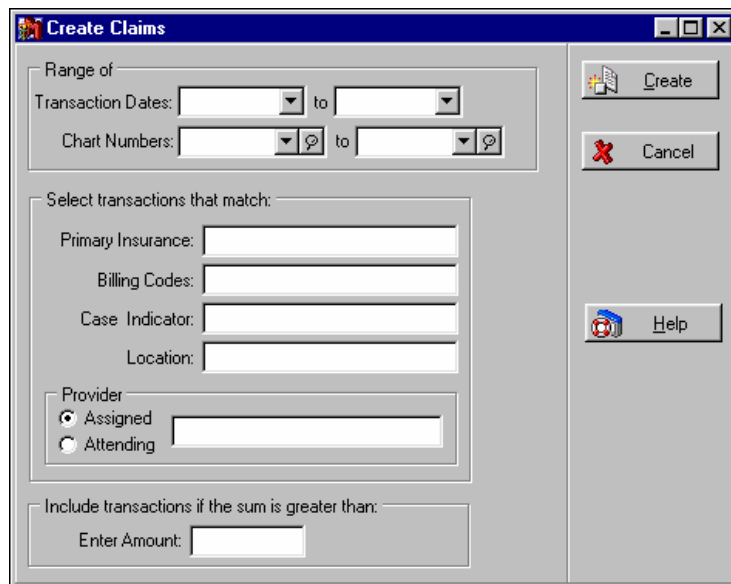 Create Claims
Range of
Transaction Dates: to
Chart Numbers: to
Select transactions that match:
Primary Insurance:
Billing Codes:
Case Indicator:
Location:
Provider
Assigned
Attending
Include transactions if the sum is greater than:
Enter Amount:
Create
Cancel
Help